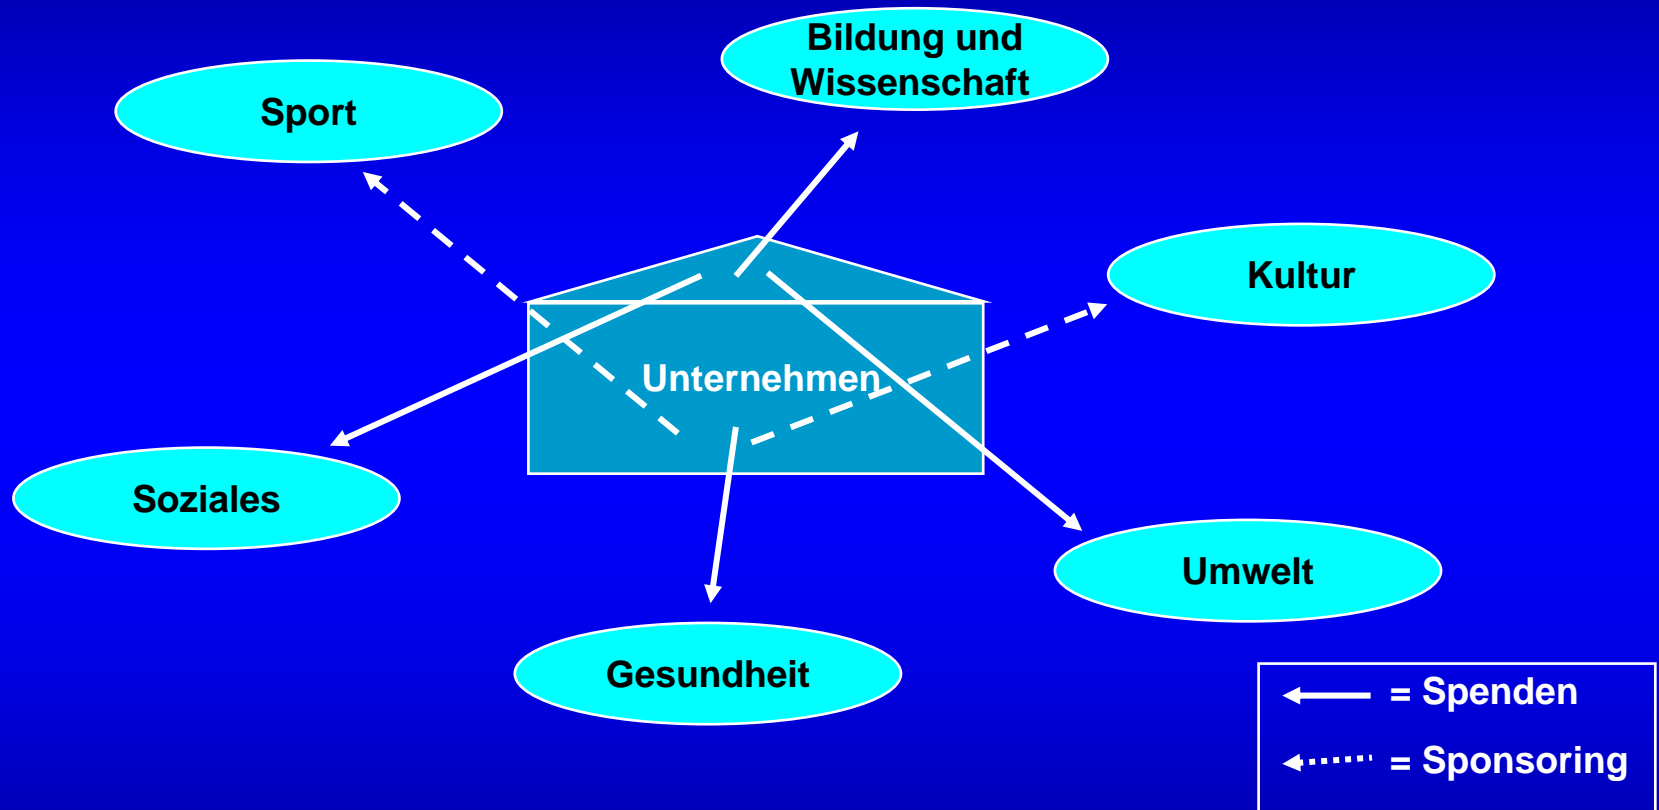 Bildung und
Wissenschaft
Sport
Kultur
Unternehmen
Soziales
Umwelt
Gesundheit
= Spenden
= Sponsoring